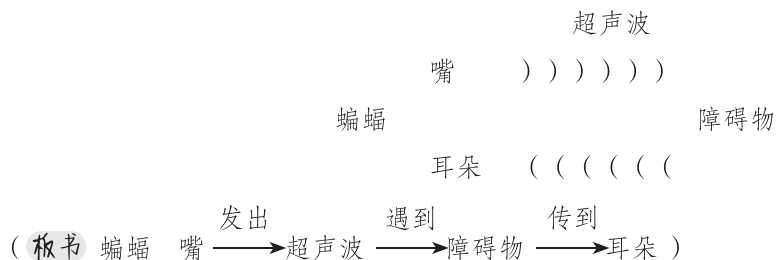 超声波
嘴 ））））））
蝙蝠 障碍物
耳朵 （（（（（（
发出 遇到 传到
（板书 蝙蝠 嘴 超声波 障碍物 耳朵）